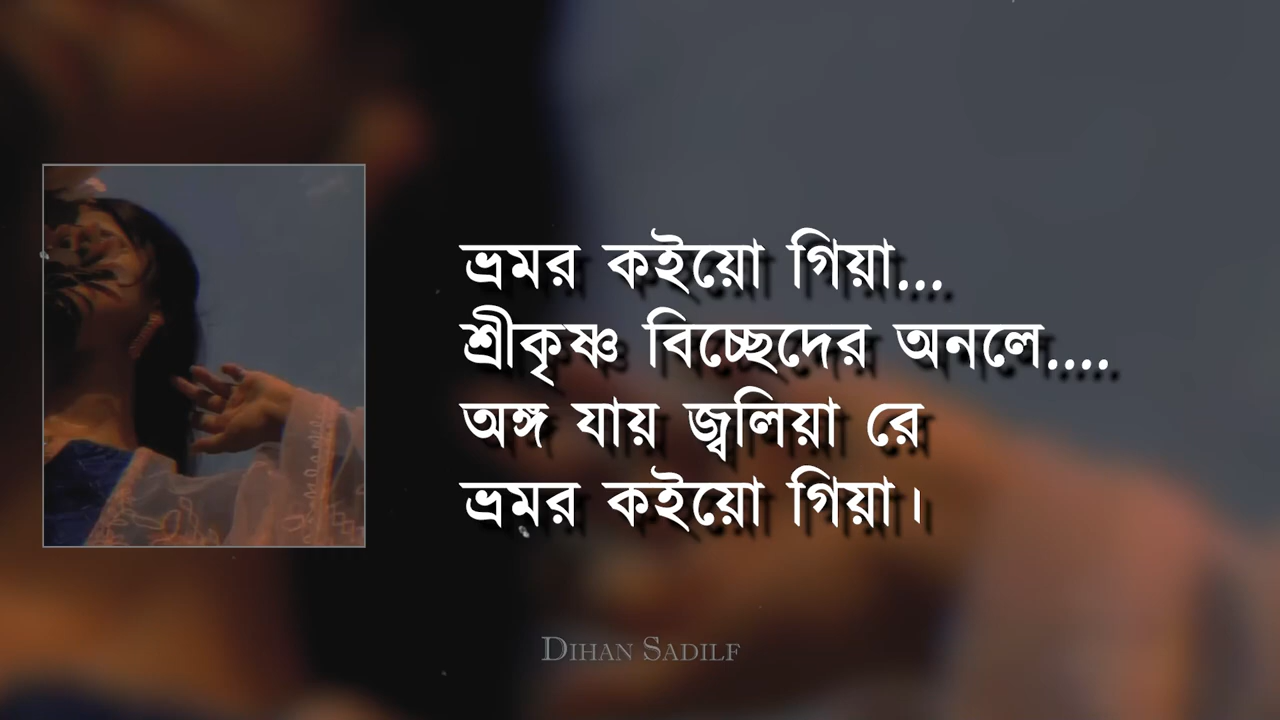 ভ্রমর কইয়ো গিয়া...
শ্রীকৃষ্ণ বিচ্ছেদের অনলে....
অঙ্গ যায় জ্বলিয়া রে
ভ্রমর কইয়ো গিয়া।
Dihan Sadilf